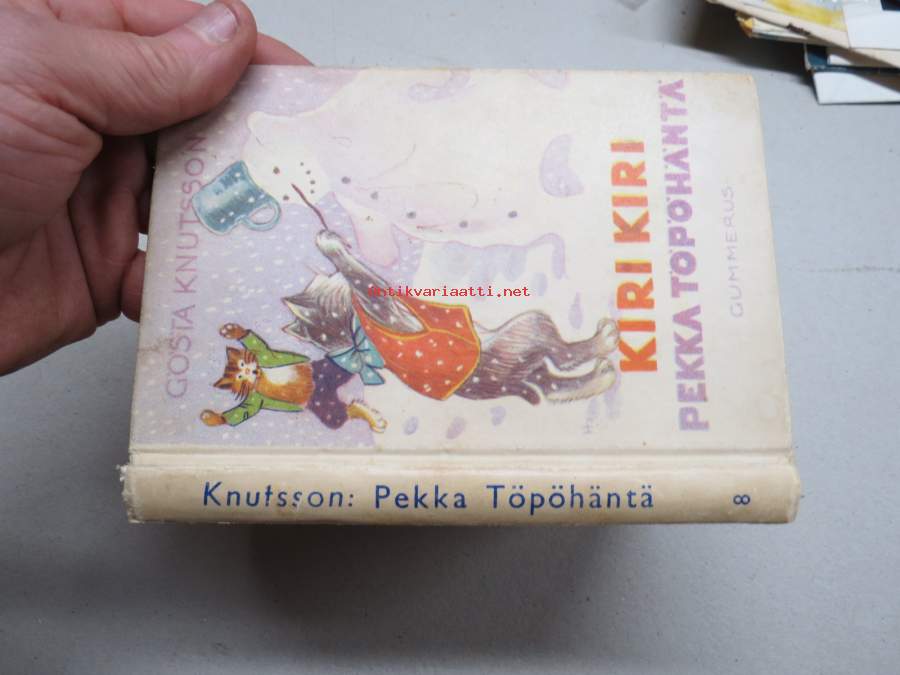 GÖSTA KNUTSSON
KIRI KIRI
PEKKA TÖPÖHÄNTÄ
GUMMERUS
Knutsson: Pekka Töpöhäntä 8
antikvariaatti.net